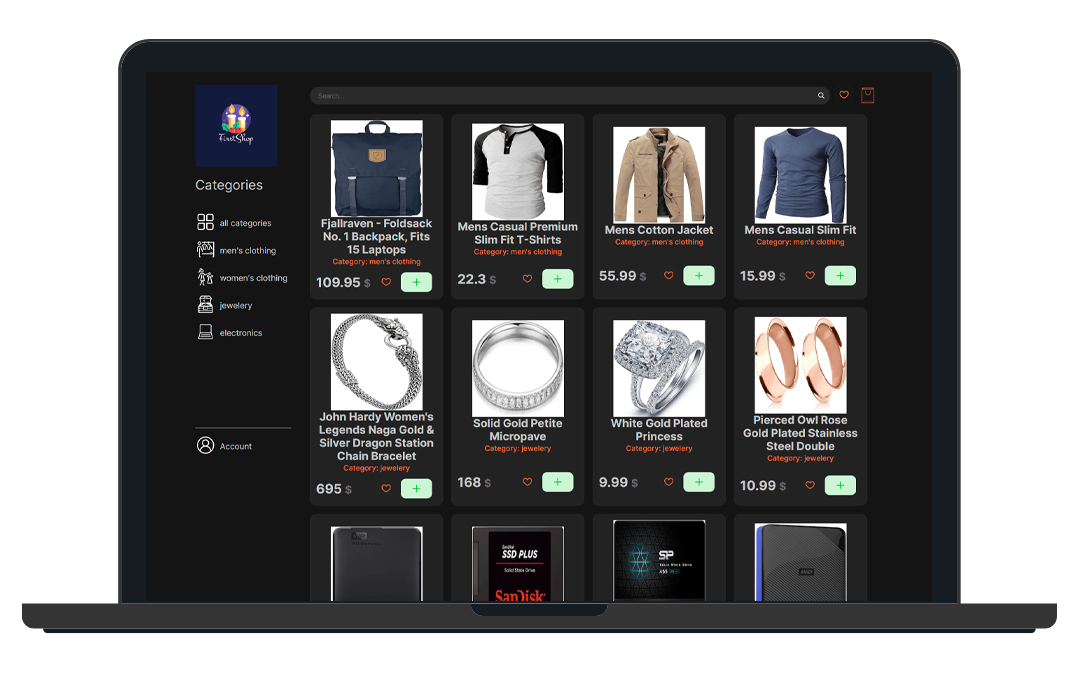 FirstShop
Search...
Categories
all categories
men's clothing
women's clothing
jewelery
electronics
Account
Fjallraven - Foldsack
No. 1 Backpack, Fits
15 Laptops
Category: men's clothing
109.95 $
+
Mens Casual Premium
Slim Fit T-Shirts
Category: men's clothing
22.3 $
+
Mens Cotton Jacket
Category: men's clothing
55.99 $
+
Mens Casual Slim Fit
Category: men's clothing
15.99 $
+
John Hardy Women's
Legends Naga Gold &
Silver Dragon Station
Chain Bracelet
Category: jewelery
695 $
+
Solid Gold Petite
Micropave
Category: jewelery
168 $
+
White Gold Plated
Princess
Category: jewelery
9.99 $
+
Pierced Owl Rose
Gold Plated Stainless
Steel Double
Category: jewelery
10.99 $
+
WD
SanDisk
SSD PLUS
Solid State Drive
SanDisk
SP
Solid State Drive
A55